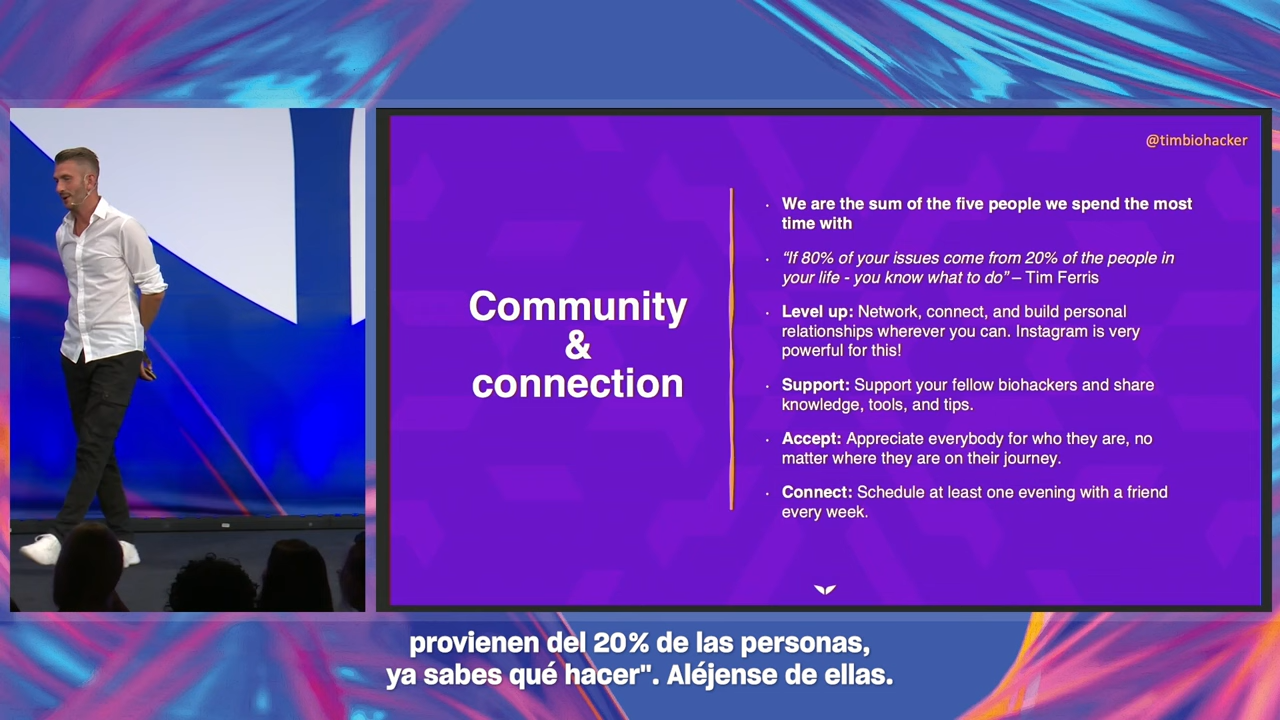 @timbiohacker
Community
&
connection
· We are the sum of the five people we spend the most
time with
· “If 80% of your issues come from 20% of the people in
your life - you know what to do” – Tim Ferris
· Level up: Network, connect, and build personal
relationships wherever you can. Instagram is very
powerful for this!
· Support: Support your fellow biohackers and share
knowledge, tools, and tips.
· Accept: Appreciate everybody for who they are, no
matter where they are on their journey.
· Connect: Schedule at least one evening with a friend
every week.
provienen del 20% de las personas,
ya sabes qué hacer". Aléjense de ellas.